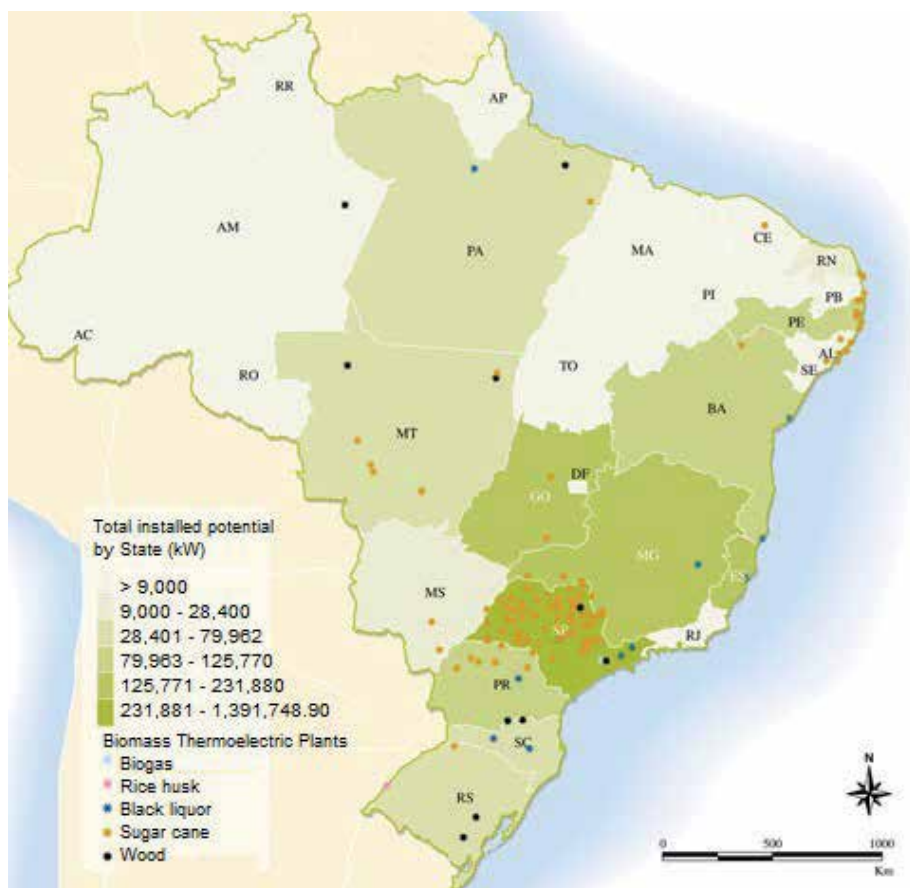 RR
AP
AM
PA
MA
CE
RN
PI
PB
PE
AC
TO
AL
SE
RO
BA
MT
DF
GO
MG
ES
MS
SP
RJ
PR
SC
RS
Total installed potential
by State (kW)
> 9,000
9,000 - 28,400
28,401 - 79,962
79,963 - 125,770
125,771 - 231,880
231,881 - 1,391,748.90
Biomass Thermoelectric Plants
Biogas
Rice husk
Black liquor
Sugar cane
Wood
N
0 500 1000
Km